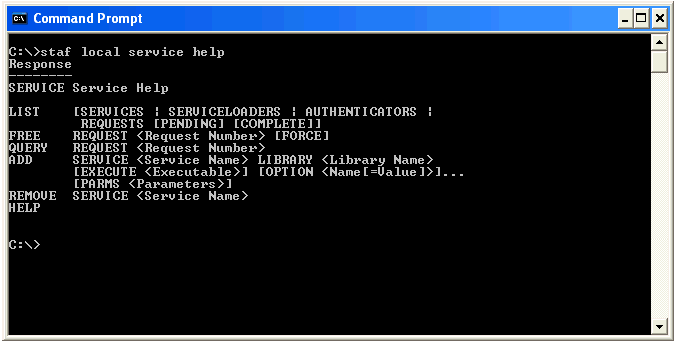 Command Prompt
C:\>staf local service help
Response
--------
SERVICE Service Help
LIST    [SERVICES ¦ SERVICELOADERS ¦ AUTHENTICATORS ¦
         REQUESTS [PENDING] [COMPLETE]]
FREE    REQUEST <Request Number> [FORCE]
QUERY   REQUEST <Request Number>
ADD     SERVICE <Service Name> LIBRARY <Library Name>
        [EXECUTE <Executable>] [OPTION <Name[=Value]>]...
        [PARMS <Parameters>]
REMOVE  SERVICE <Service Name>
HELP
C:\>